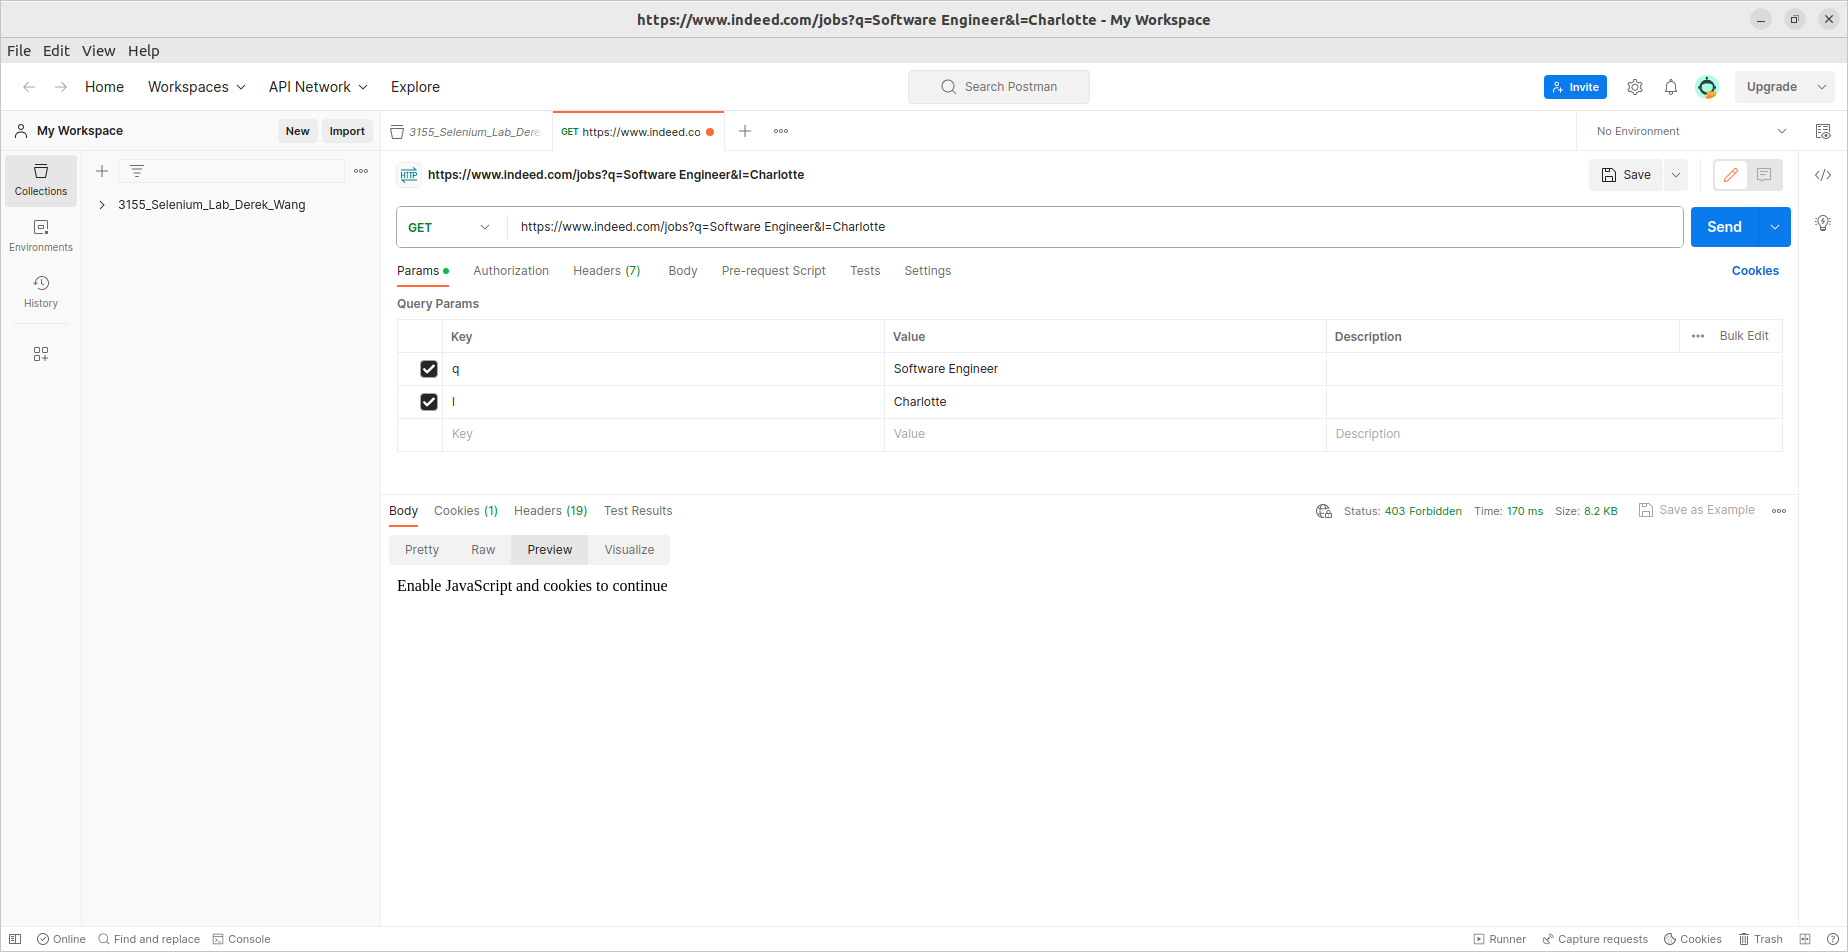 https://www.indeed.com/jobs?q=Software Engineer&l=Charlotte - My Workspace
File Edit View Help
Home Workspaces API Network Explore Search Postman Invite Upgrade
My Workspace New Import 3155_Selenium_Lab_Dere GET https://www.indeed.co No Environment
Collections
Environments
History
3155_Selenium_Lab_Derek_Wang
HTTP https://www.indeed.com/jobs?q=Software Engineer&l=Charlotte Save
GET https://www.indeed.com/jobs?q=Software Engineer&l=Charlotte Send
Params Authorization Headers (7) Body Pre-request Script Tests Settings Cookies
Query Params
Key Value Description Bulk Edit
q Software Engineer
l Charlotte
Key Value Description
Body Cookies (1) Headers (19) Test Results Status: 403 Forbidden Time: 170 ms Size: 8.2 KB Save as Example
Pretty Raw Preview Visualize
Enable JavaScript and cookies to continue
Online Find and replace Console Runner Capture requests Cookies Trash